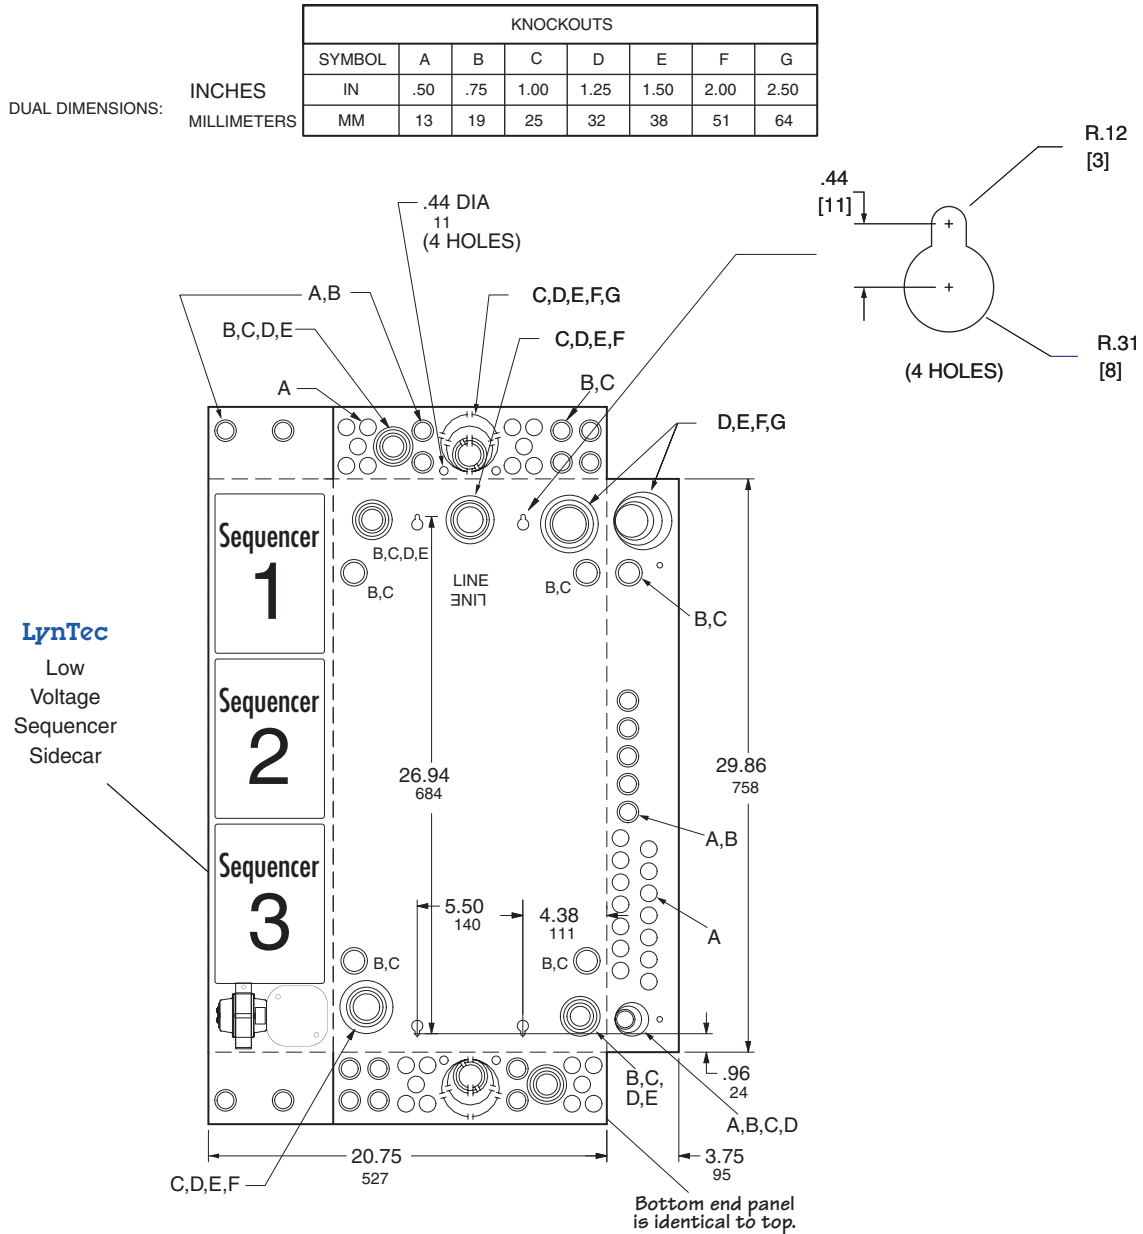 KNOCKOUTS
SYMBOL A B C D E F G
DUAL DIMENSIONS: INCHES IN .50 .75 1.00 1.25 1.50 2.00 2.50
MILLIMETERS MM 13 19 25 32 38 51 64
R.12
[3]
.44
[11]
R.31
[8]
(4 HOLES)
.44 DIA
11
(4 HOLES)
A,B
C,D,E,F,G
B,C,D,E
C,D,E,F
A
B,C
D,E,F,G
Sequencer
1
B,C,D,E
B,C
LINE
LINE
B,C
B,C
LynTec
Low
Voltage
Sequencer
Sidecar
Sequencer
2
26.94
684
29.86
758
A,B
Sequencer
3
5.50
140
4.38
111
A
B,C
B,C
B,C,
D,E
.96
24
A,B,C,D
20.75
527
3.75
95
C,D,E,F
Bottom end panel
is identical to top.